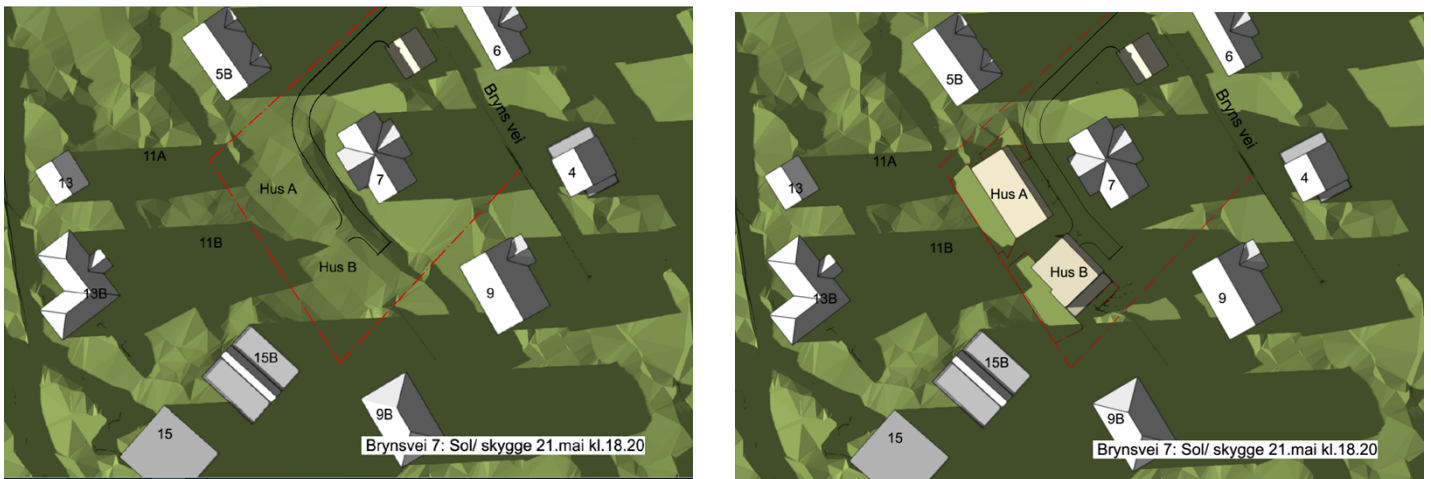 6
5B
Bryns vei
11A
13
7
4
Hus A
11B
Hus B
13B
9
15B
9B
15
Brynsvei 7: Sol/ skygge 21.mai kl.18.20
6
5B
Bryns vei
11A
13
7
4
Hus A
11B
Hus B
13B
9
15B
9B
15
Brynsvei 7: Sol/ skygge 21.mai kl.18.20